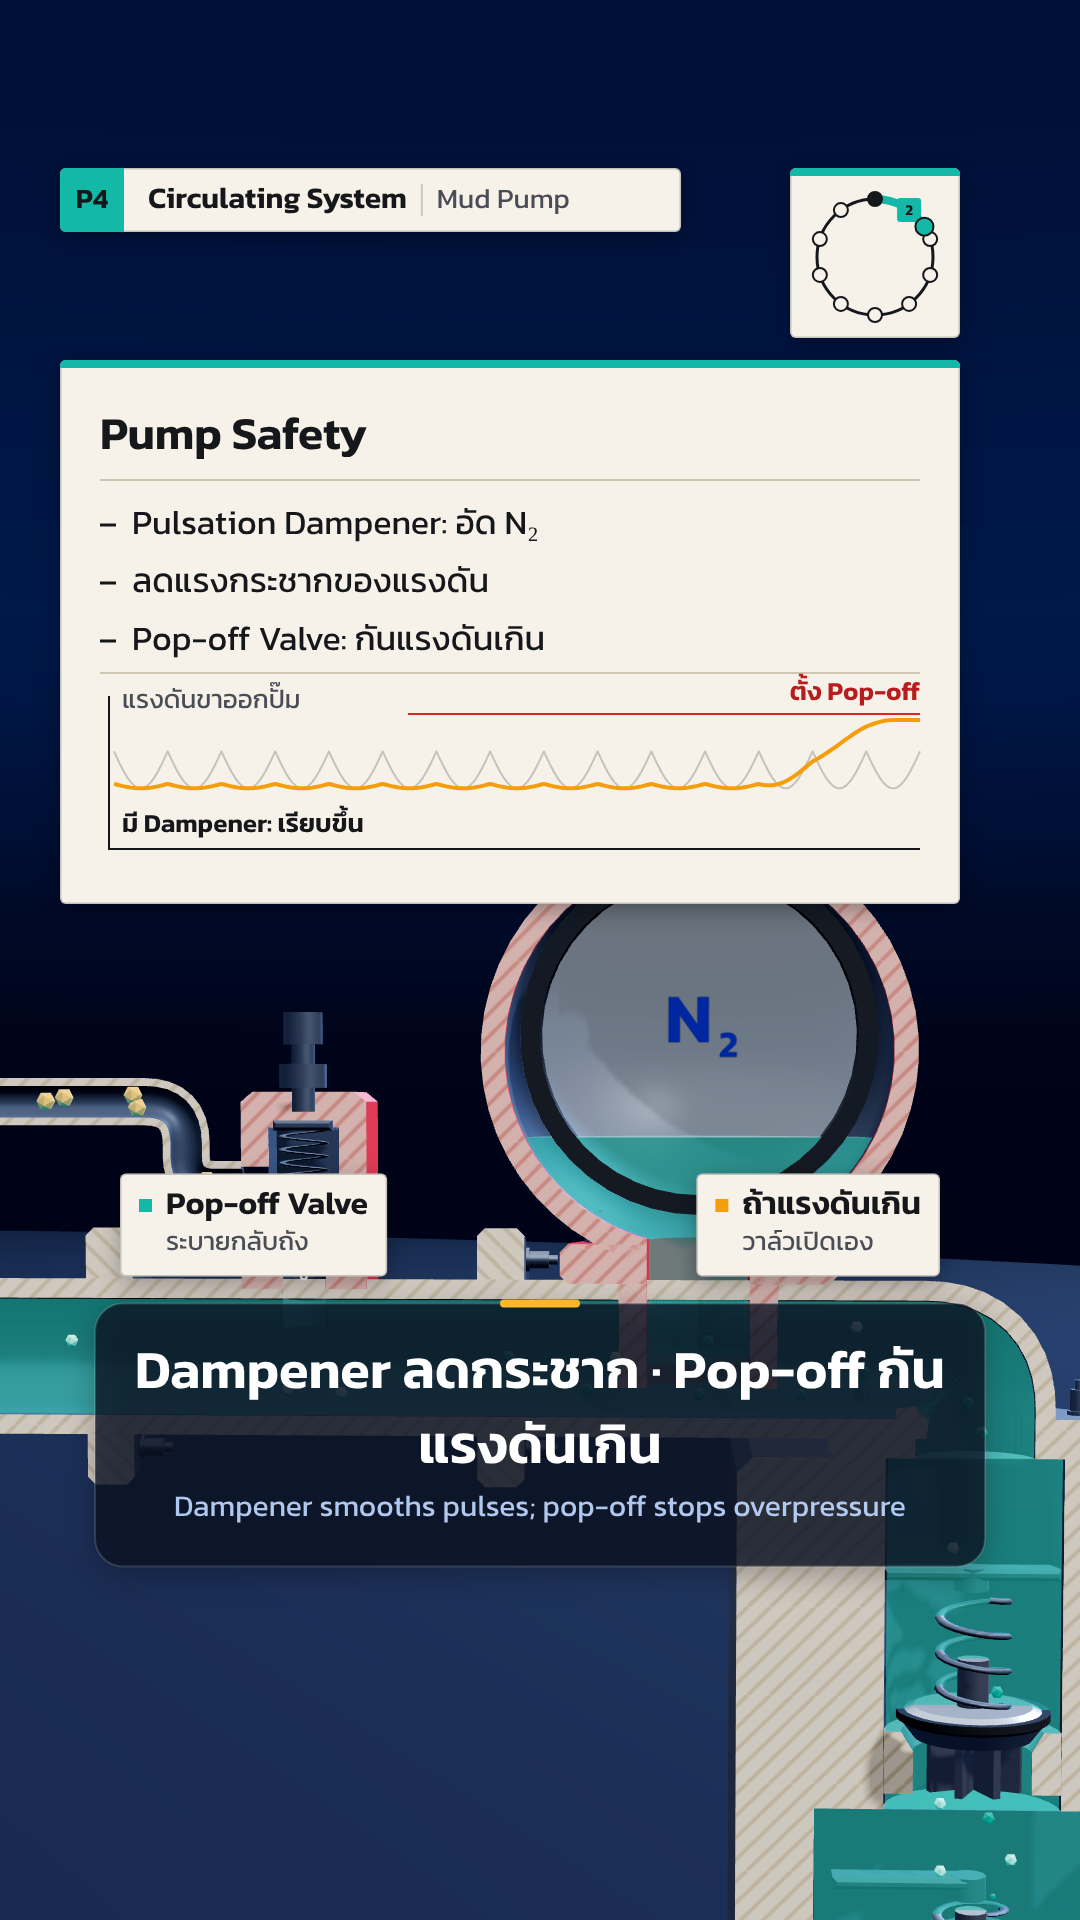 P4 Circulating System Mud Pump
2
Pump Safety
– Pulsation Dampener: อัด N₂
– ลดแรงกระชากของแรงดัน
– Pop-off Valve: กันแรงดันเกิน
แรงดันขาออกปั๊ม
ตั้ง Pop-off
มี Dampener: เรียบขึ้น
N₂
Pop-off Valve
ระบายกลับถัง
ถ้าแรงดันเกิน
วาล์วเปิดเอง
Dampener ลดกระชาก · Pop-off กัน
แรงดันเกิน
Dampener smooths pulses; pop-off stops overpressure